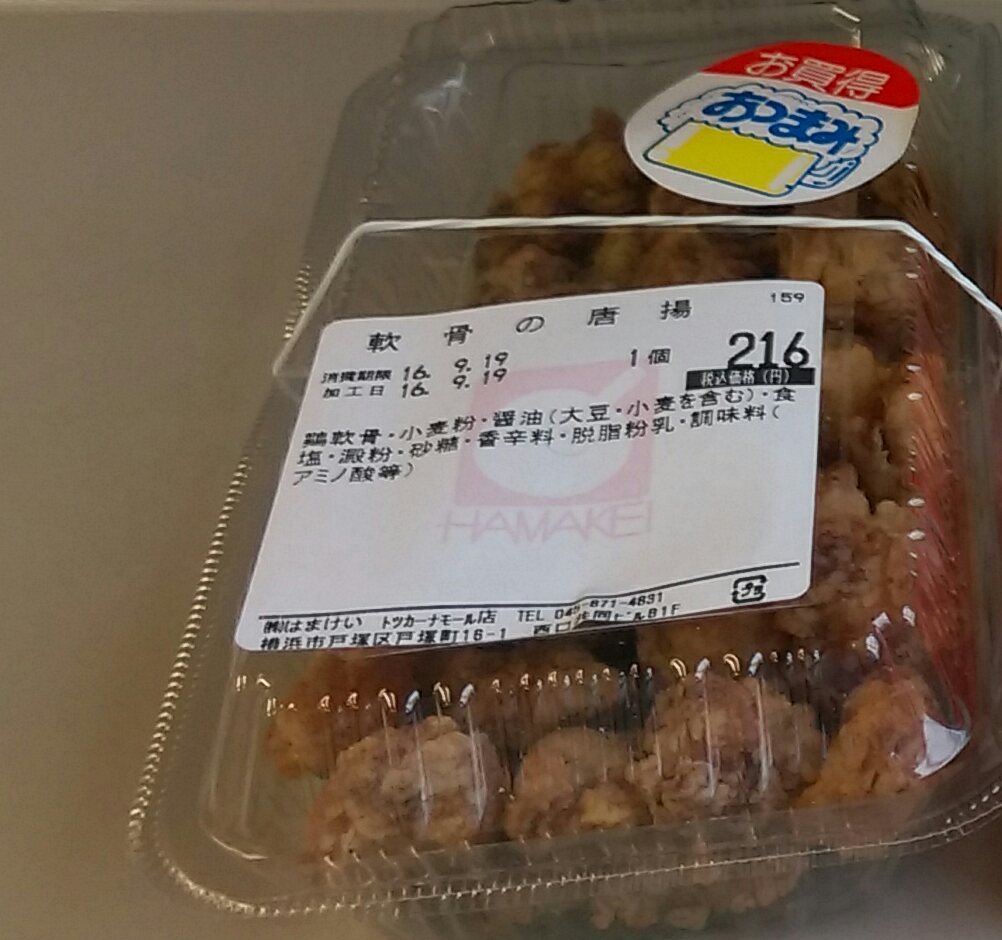 お買得
おつまみ
159
軟骨の唐揚
消費期限 16. 9.19 1個 216
加工日 16. 9.19 税込価格(円)
鶏軟骨・小麦粉・醤油(大豆・小麦を含む)・食
塩・澱粉・砂糖・香辛料・脱脂粉乳・調味料(
アミノ酸等)
HAMAKEI
プラ
㈱はまけい トツカーナモール店 TEL 045-871-4831
横浜市戸塚区戸塚町16-1 西口共同ビルB1F